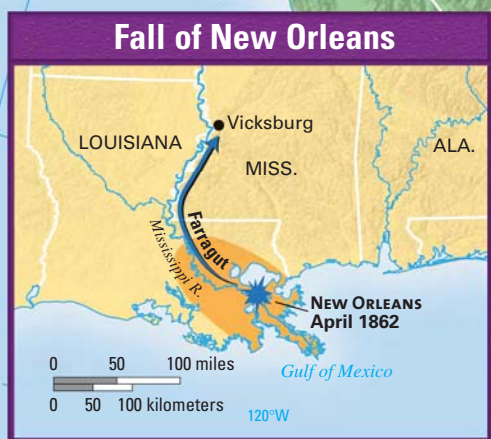 Fall of New Orleans
LOUISIANA
Vicksburg
MISS.
ALA.
Mississippi R.
Farragut
NEW ORLEANS
April 1862
0 50 100 miles
0 50 100 kilometers
Gulf of Mexico
120°W